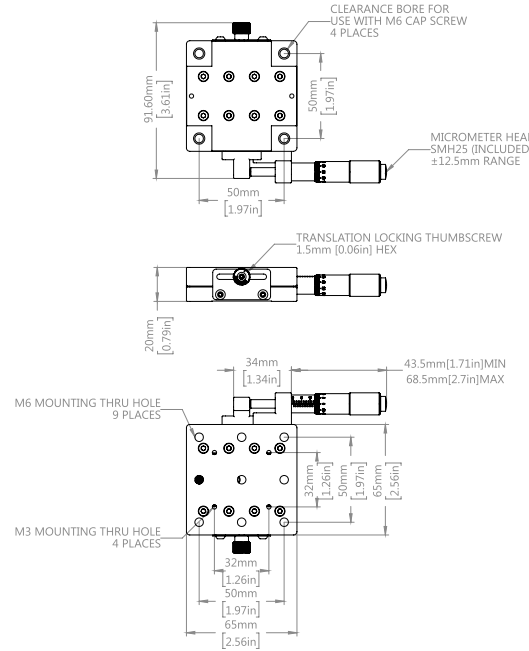 CLEARANCE BORE FOR
USE WITH M6 CAP SCREW
4 PLACES
91.60mm
[3.61in]
50mm
[1.97in]
MICROMETER HEA
SMH25 (INCLUDED
±12.5mm RANGE
50mm
[1.97in]
TRANSLATION LOCKING THUMBSCREW
1.5mm [0.06in] HEX
20mm
[0.79in]
34mm
[1.34in]
43.5mm[1.71in]MIN
68.5mm[2.7in]MAX
M6 MOUNTING THRU HOLE
9 PLACES
32mm
[1.26in]
50mm
[1.97in]
65mm
[2.56in]
M3 MOUNTING THRU HOLE
4 PLACES
32mm
[1.26in]
50mm
[1.97in]
65mm
[2.56in]